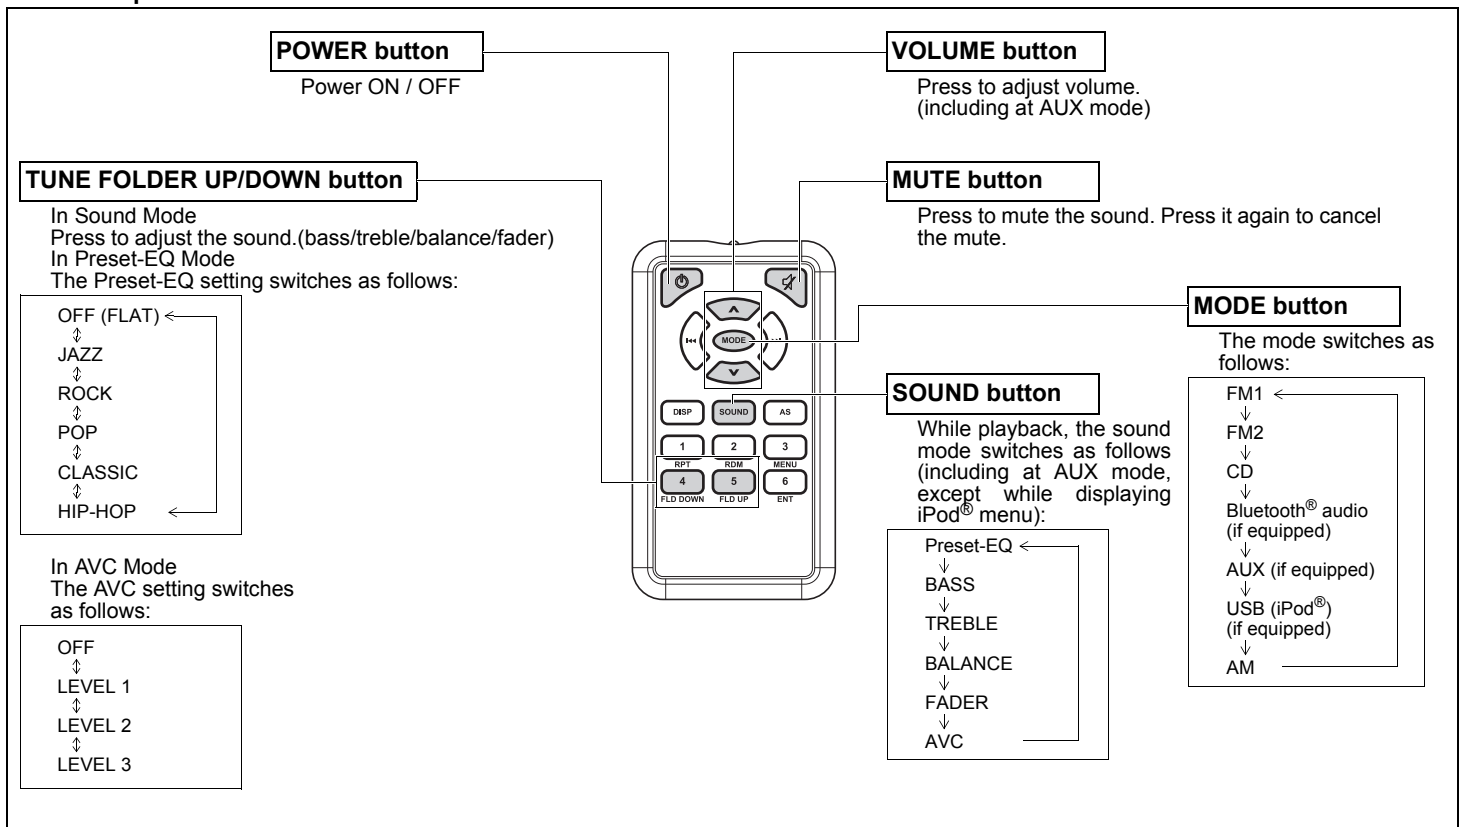 POWER button
Power ON / OFF
VOLUME button
Press to adjust volume.
(including at AUX mode)
TUNE FOLDER UP/DOWN button
In Sound Mode
Press to adjust the sound.(bass/treble/balance/fader)
In Preset-EQ Mode
The Preset-EQ setting switches as follows:
OFF (FLAT)
JAZZ
ROCK
POP
CLASSIC
HIP-HOP
In AVC Mode
The AVC setting switches
as follows:
OFF
LEVEL 1
LEVEL 2
LEVEL 3
MUTE button
Press to mute the sound. Press it again to cancel
the mute.
MODE
DISP SOUND AS
1 2 3
RPT RDM MENU
4 5 6
FLD DOWN FLD UP ENT
SOUND button
While playback, the sound
mode switches as follows
(including at AUX mode,
except while displaying
iPod® menu):
Preset-EQ
BASS
TREBLE
BALANCE
FADER
AVC
MODE button
The mode switches as
follows:
FM1
FM2
CD
Bluetooth® audio
(if equipped)
AUX (if equipped)
USB (iPod®)
(if equipped)
AM